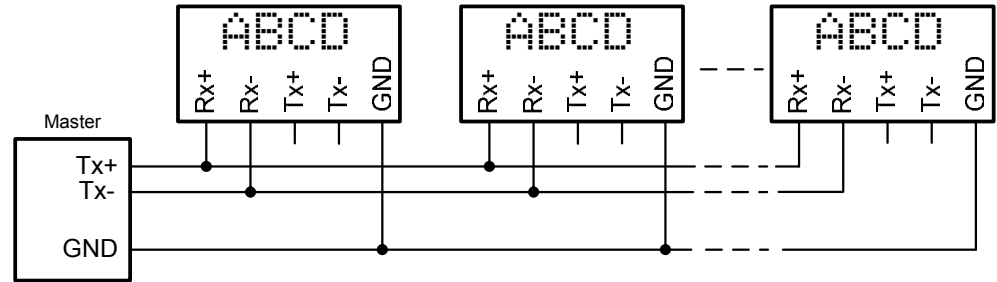 ABCD
Rx+ Rx- Tx+ Tx- GND
ABCD
Rx+ Rx- Tx+ Tx- GND
ABCD
Rx+ Rx- Tx+ Tx- GND
Master
Tx+
Tx-
GND